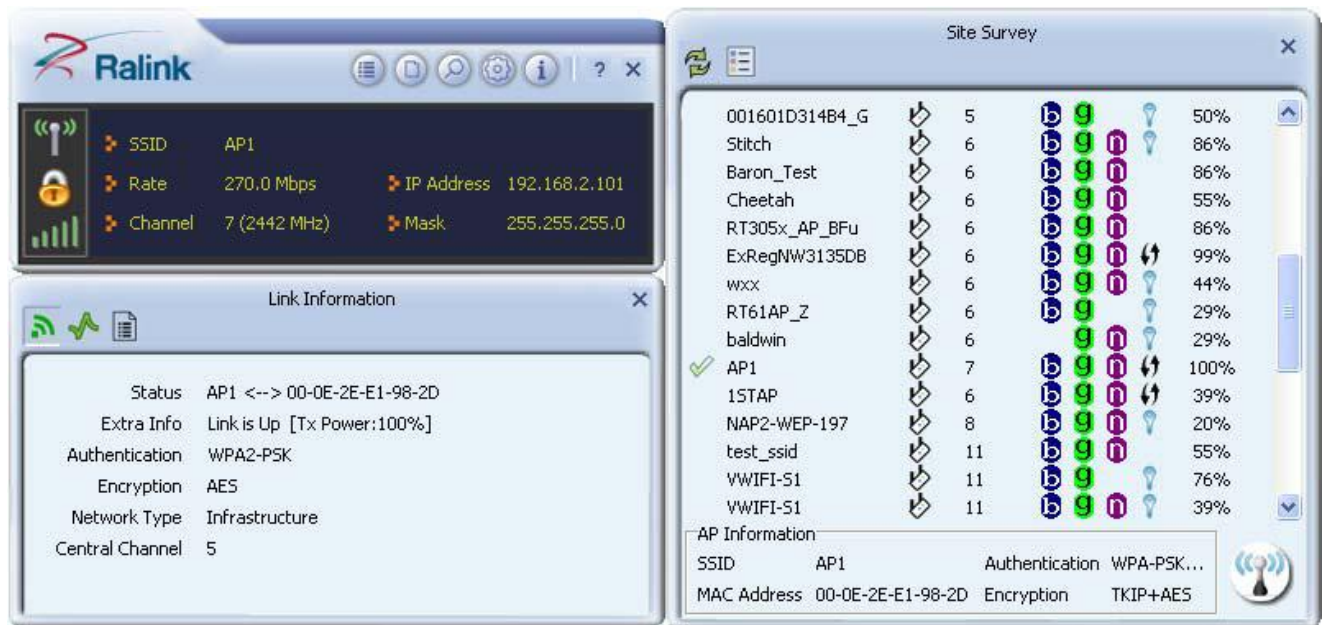 Ralink
i ? ×
SSID AP1
Rate 270.0 Mbps IP Address 192.168.2.101
Channel 7 (2442 MHz) Mask 255.255.255.0
Link Information ×
Status AP1 <--> 00-0E-2E-E1-98-2D
Extra Info Link is Up [Tx Power:100%]
Authentication WPA2-PSK
Encryption AES
Network Type Infrastructure
Central Channel 5
Site Survey ×
001601D314B4_G 5 b g 50%
Stitch 6 b g n 86%
Baron_Test 6 b g n 86%
Cheetah 6 b g n 55%
RT305x_AP_BFu 6 b g n 86%
ExRegNW3135DB 6 b g n 99%
wxx 6 b g n 44%
RT61AP_Z 6 b g 29%
baldwin 6 g n 29%
AP1 7 b g n 100%
1STAP 6 b g n 39%
NAP2-WEP-197 8 b g n 20%
test_ssid 11 b g n 55%
VWIFI-S1 11 b g 76%
VWIFI-S1 11 b g n 39%
AP Information
SSID AP1 Authentication WPA-PSK...
MAC Address 00-0E-2E-E1-98-2D Encryption TKIP+AES